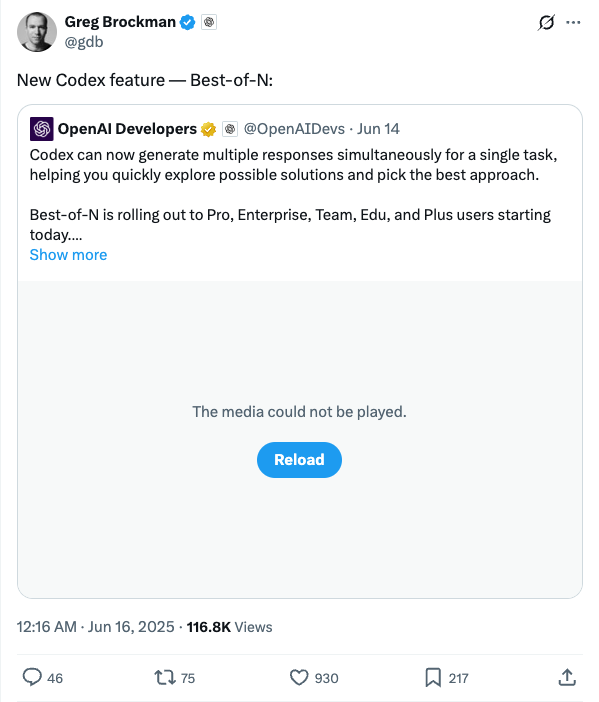 Greg Brockman
@gdb
New Codex feature — Best-of-N:
OpenAI Developers @OpenAIDevs · Jun 14
Codex can now generate multiple responses simultaneously for a single task,
helping you quickly explore possible solutions and pick the best approach.
Best-of-N is rolling out to Pro, Enterprise, Team, Edu, and Plus users starting
today....
Show more
The media could not be played.
Reload
12:16 AM · Jun 16, 2025 · 116.8K Views
46 75 930 217